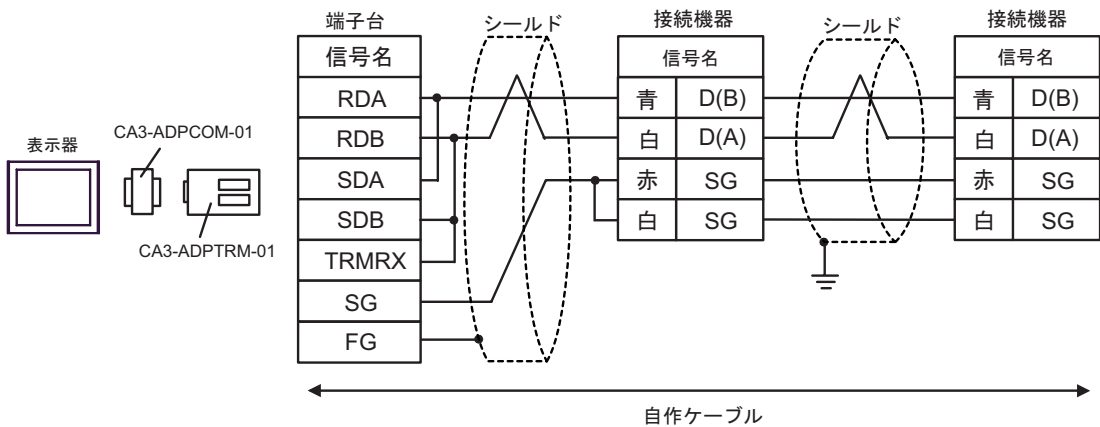 端子台
シールド
接続機器
シールド
接続機器
信号名
信号名
信号名
RDA
青 D(B)
青 D(B)
RDB
白 D(A)
白 D(A)
SDA
赤 SG
赤 SG
SDB
白 SG
白 SG
TRMRX
SG
FG
表示器
CA3-ADPCOM-01
CA3-ADPTRM-01
自作ケーブル